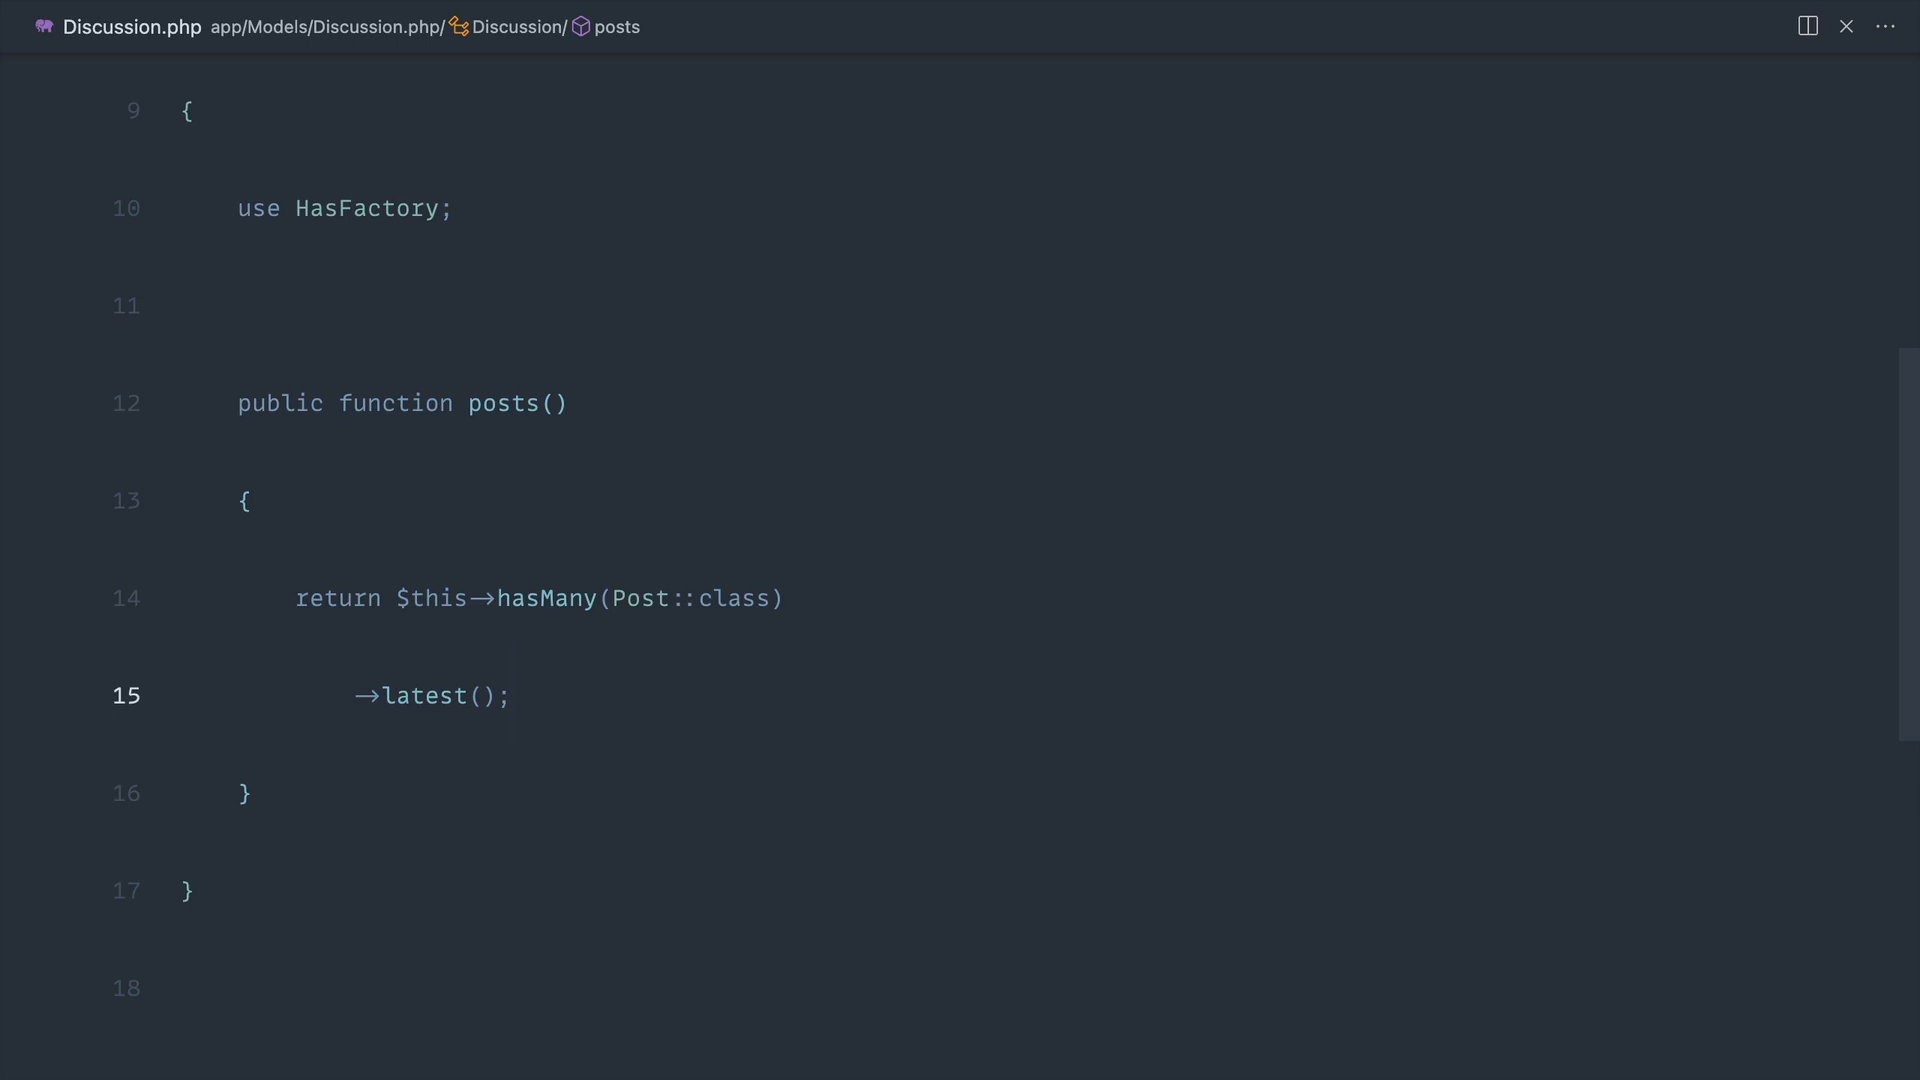 Discussion.php app/Models/Discussion.php/Discussion/posts
9 {
10 use HasFactory;
11
12 public function posts()
13 {
14 return $this->hasMany(Post::class)
15 ->latest();
16 }
17 }
18